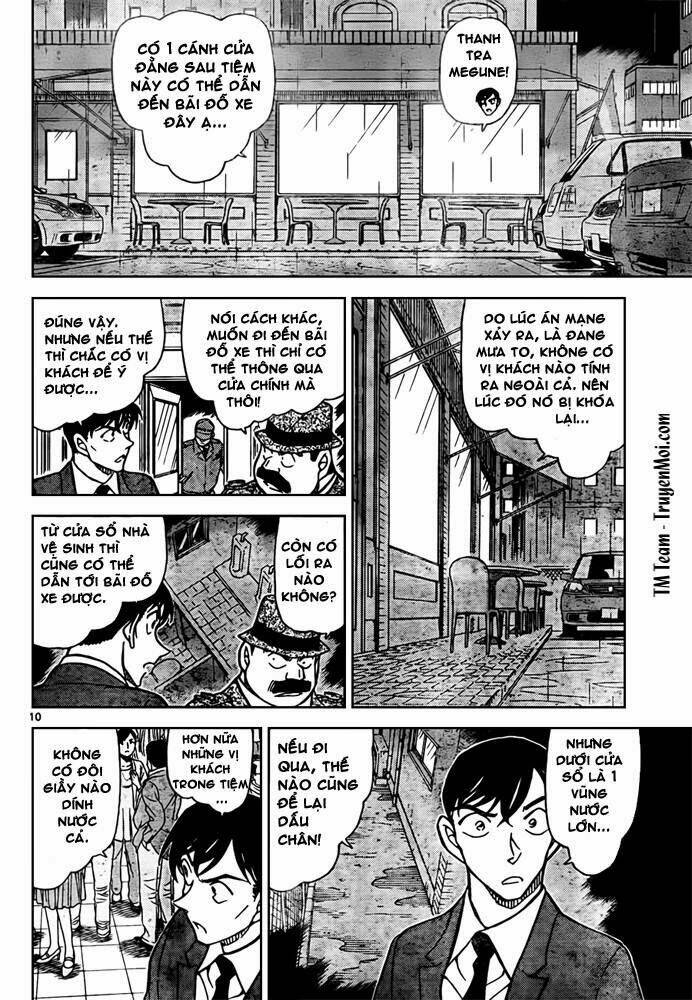 THANH
TRA
MEGUNE!
CÓ 1 CÁNH CỬA
ĐẰNG SAU TIỆM
NÀY CÓ THỂ DẪN
ĐẾN BÃI ĐỖ XE
ĐÂY Ạ...
DO LÚC ÁN MẠNG
XẢY RA, LÀ ĐANG
MƯA TO, KHÔNG CÓ
VỊ KHÁCH NÀO TÍNH
RA NGOÀI CẢ. NÊN
LÚC ĐÓ NÓ BỊ KHÓA
LẠI...
NÓI CÁCH KHÁC,
MUỐN ĐI ĐẾN BÃI
ĐỖ XE THÌ CHỈ CÓ
THỂ THÔNG QUA
CỬA CHÍNH MÀ
THÔI!
ĐÚNG VẬY.
NHƯNG NẾU THẾ
THÌ CHẮC CÓ VỊ
KHÁCH ĐỂ Ý
ĐƯỢC...
CÒN CÓ
LỐI RA
NÀO
KHÔNG?
TỪ CỬA SỔ NHÀ
VỆ SINH THÌ
CŨNG CÓ THỂ
DẪN TỚI BÃI ĐỖ
XE ĐƯỢC.
TM Team - TruyenMoi.com
10
NHƯNG
DƯỚI CỬA
SỔ LÀ 1
VŨNG
NƯỚC
LỚN...
NẾU ĐI
QUA, THẾ
NÀO CŨNG
ĐỂ LẠI
DẤU
CHÂN!
HƠN NỮA
NHỮNG VỊ
KHÁCH
TRONG TIỆM
...
KHÔNG
CÓ ĐÔI
GIẦY NÀO
DÍNH
NƯỚC
CẢ.